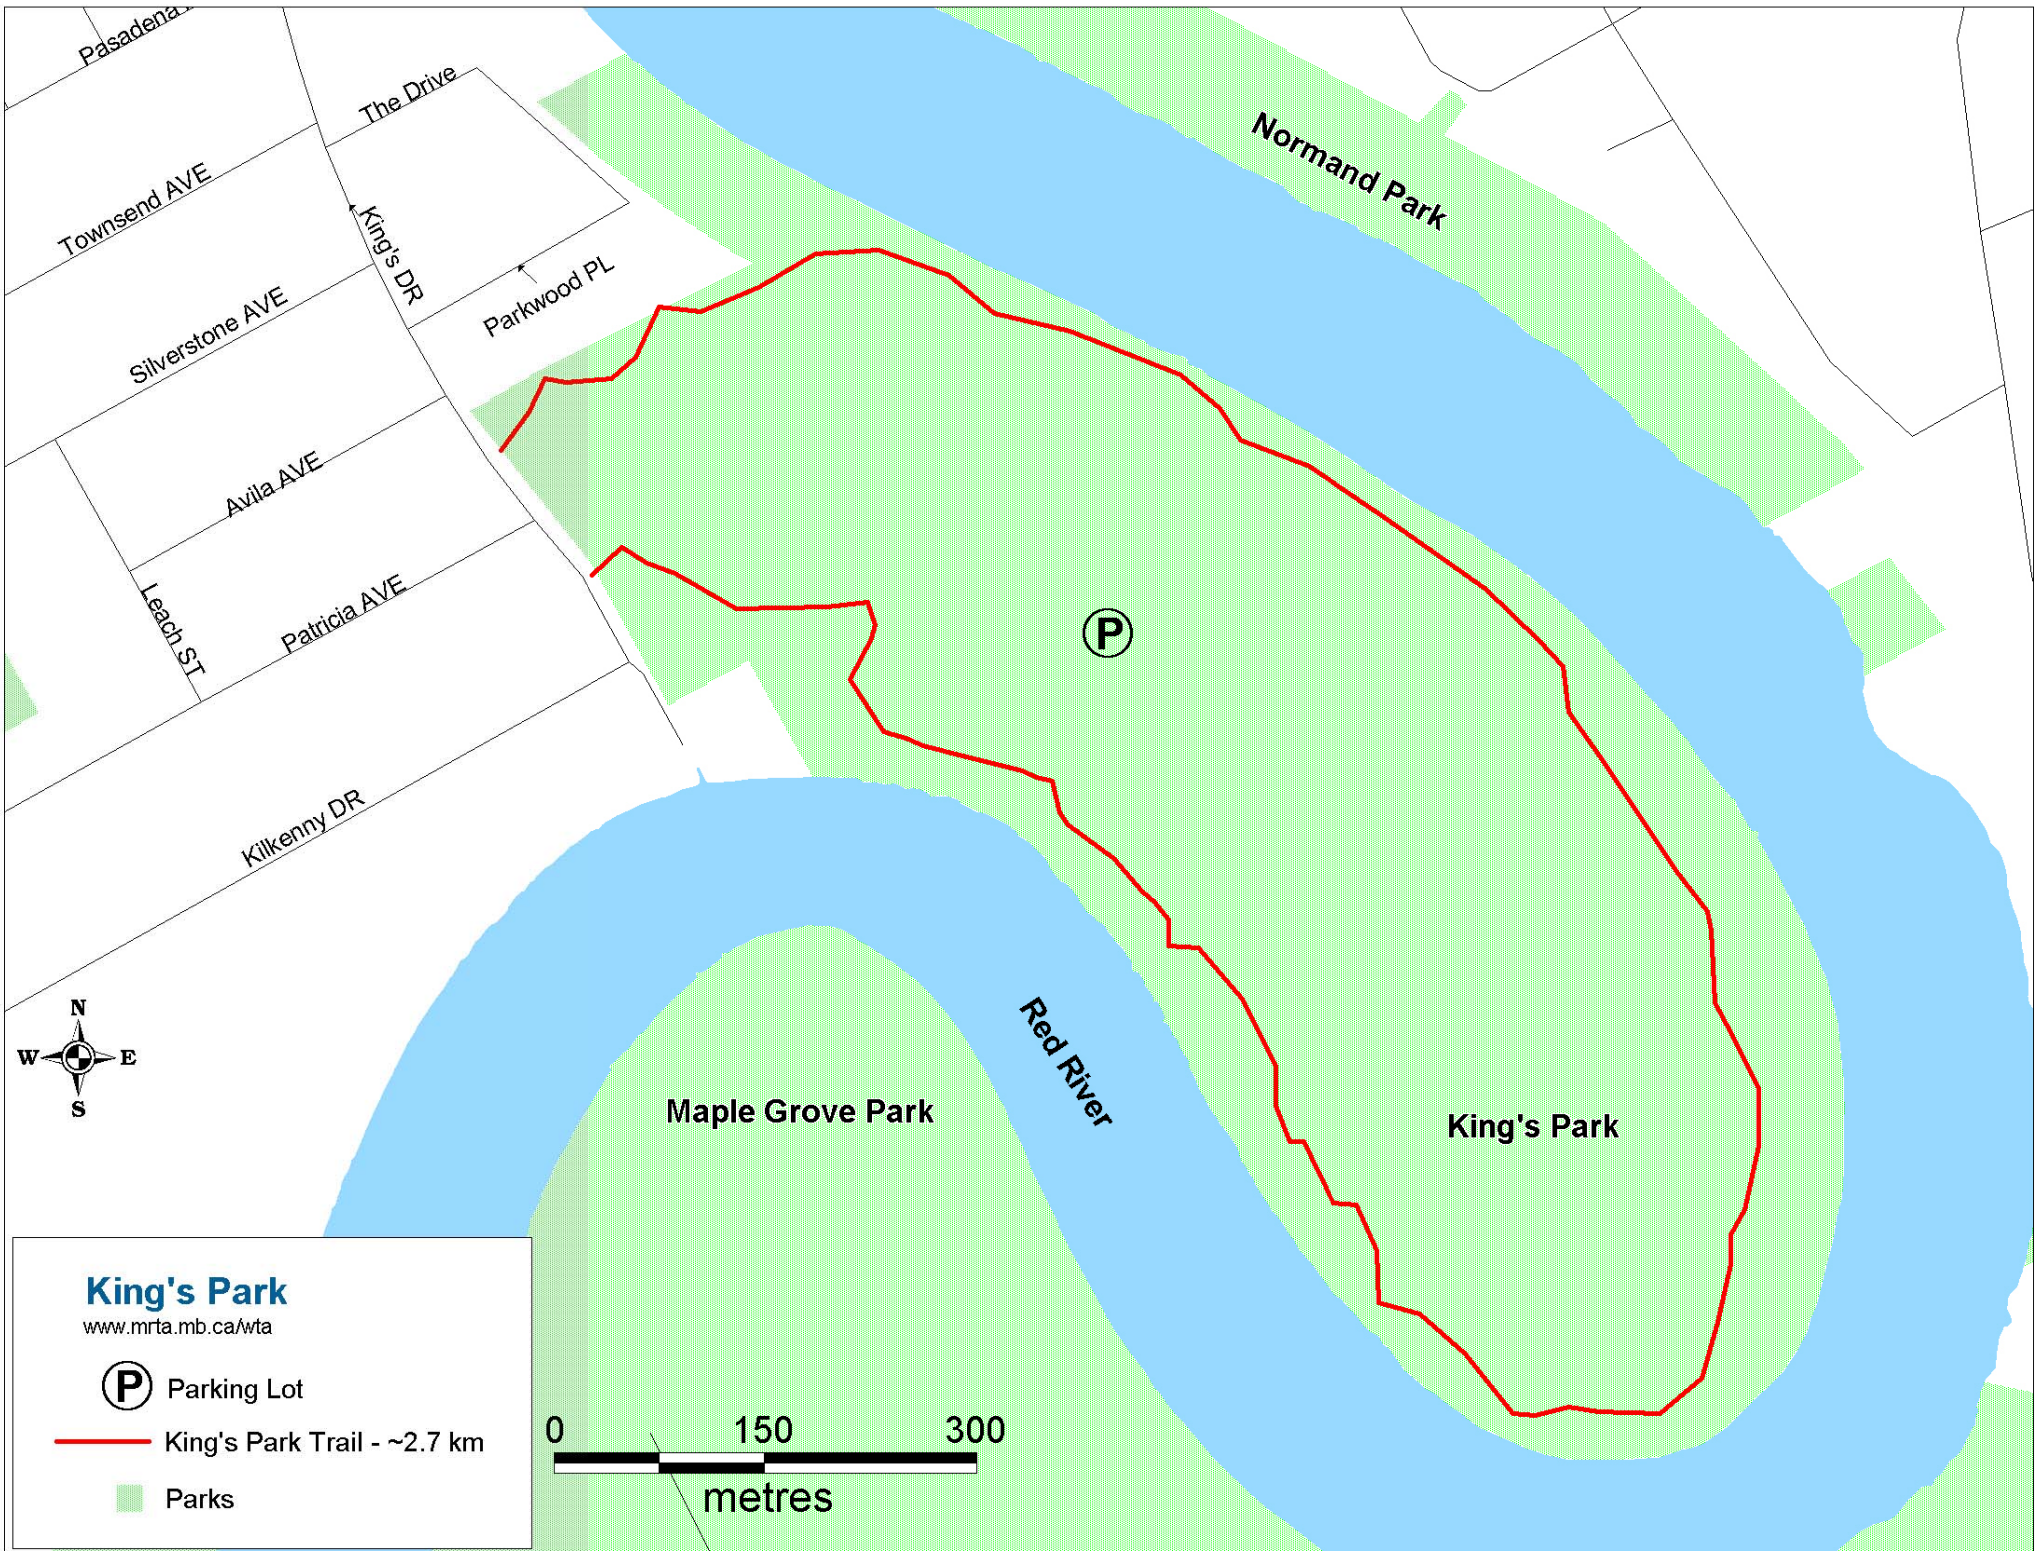 Pasadena
The Drive
Townsend AVE
King's DR
Normand Park
Silverstone AVE
Parkwood PL
Avila AVE
Leach ST
Patricia AVE
P
Kilkenny DR
N
W E
S
Red River
Maple Grove Park
King's Park
King's Park
www.mrta.mb.ca/wta
P Parking Lot
King's Park Trail - ~2.7 km
Parks
0 150 300
metres